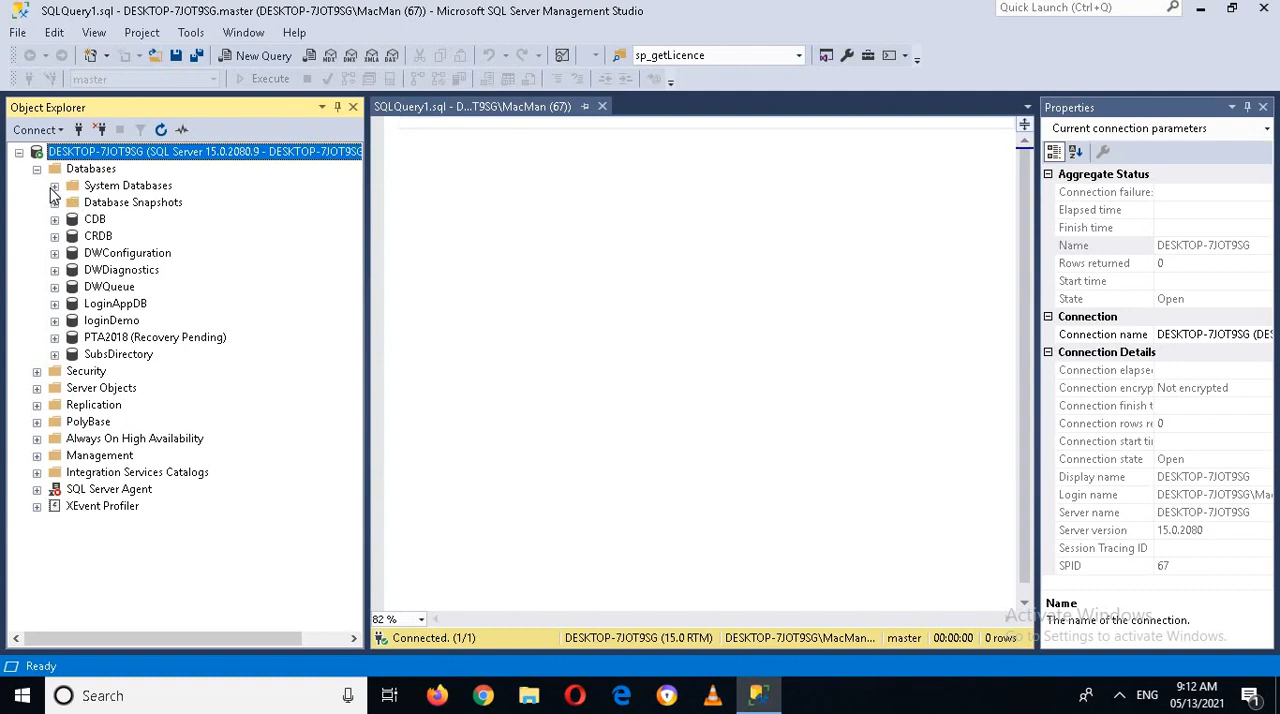 SQLQuery1.sql - DESKTOP-7JOT9SG.master (DESKTOP-7JOT9SG\MacMan (67)) - Microsoft SQL Server Management Studio
Quick Launch (Ctrl+Q)
File Edit View Project Tools Window Help
New Query
sp_getLicence
master
Execute
Object Explorer
SQLQuery1.sql - D...T9SG\MacMan (67))
Properties
Connect
Current connection parameters
DESKTOP-7JOT9SG (SQL Server 15.0.2080.9 - DESKTOP-7JOT9SG
Databases
System Databases
Database Snapshots
CDB
CRDB
DWConfiguration
DWDiagnostics
DWQueue
LoginAppDB
loginDemo
PTA2018 (Recovery Pending)
SubsDirectory
Security
Server Objects
Replication
PolyBase
Always On High Availability
Management
Integration Services Catalogs
SQL Server Agent
XEvent Profiler
Aggregate Status
Connection failure:
Elapsed time
Finish time
Name DESKTOP-7JOT9SG
Rows returned 0
Start time
State Open
Connection
Connection name DESKTOP-7JOT9SG (DES
Connection Details
Connection elapse
Connection encryp Not encrypted
Connection finish t
Connection rows re 0
Connection start ti
Connection state Open
Display name DESKTOP-7JOT9SG
Login name DESKTOP-7JOT9SG\Mac
Server name DESKTOP-7JOT9SG
Server version 15.0.2080
Session Tracing ID
SPID 67
Name
The name of the connection.
Activate Windows
Go to Settings to activate Windows.
82 %
Connected. (1/1) DESKTOP-7JOT9SG (15.0 RTM) DESKTOP-7JOT9SG\MacMan... master 00:00:00 0 rows
Ready
Search
ENG
9:12 AM
05/13/2021
1